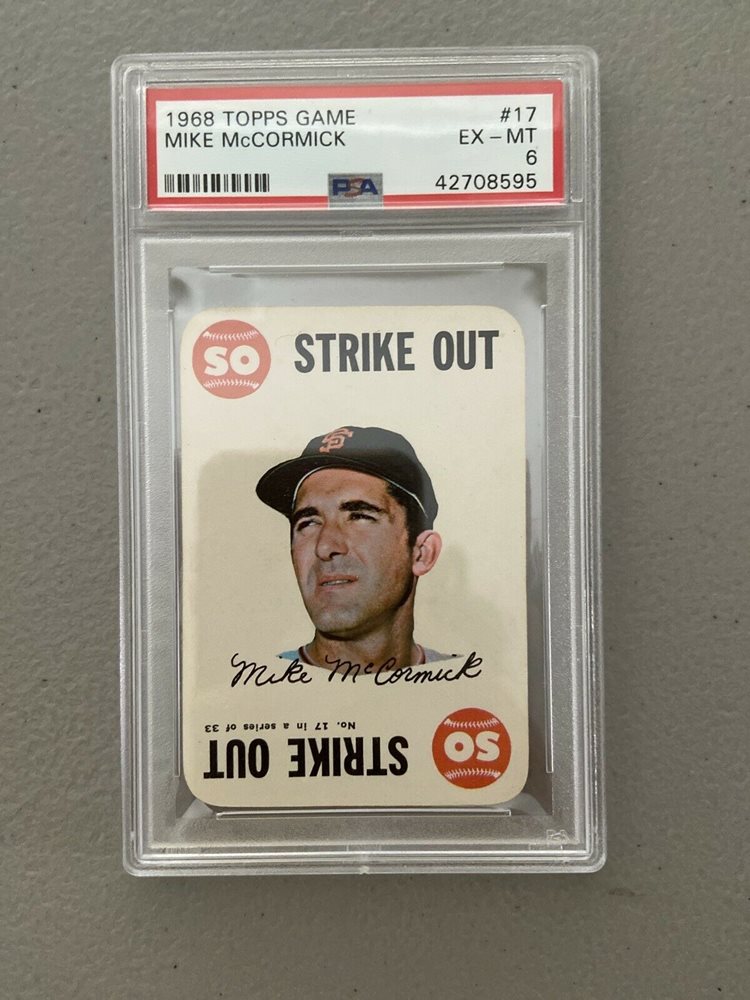 1968 TOPPS GAME #17
MIKE McCORMICK EX - MT
6
PSA 42708595
SO STRIKE OUT
SF
Mike McCormick
No. 17 in a series of 33
STRIKE OUT SO
PSA